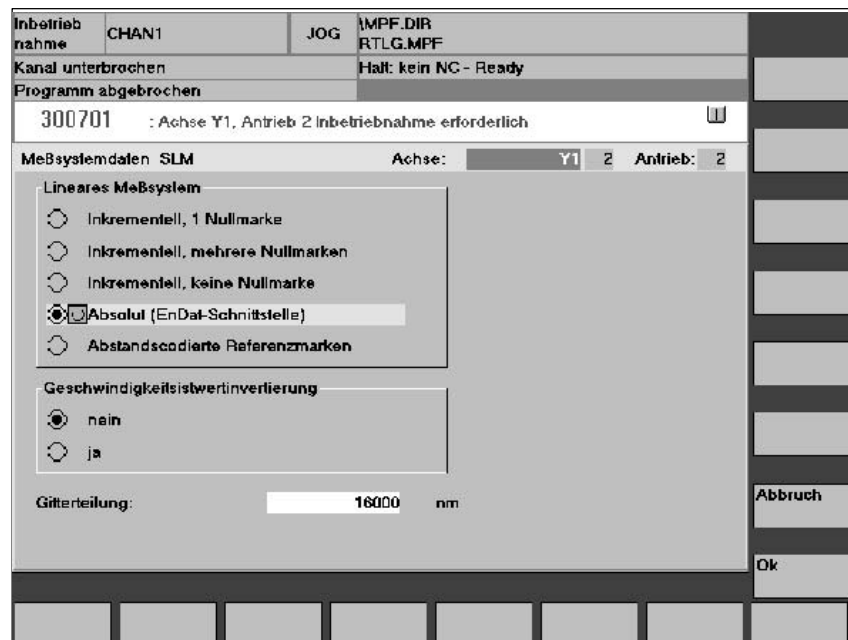 Inbetrieb
nahme
CHAN1
JOG
\MPF.DIR
RTLG.MPF
Kanal unterbrochen
Halt: kein NC - Ready
Programm abgebrochen
300701 : Achse Y1, Antrieb 2 Inbetriebnahme erforderlich
Meßsystemdaten SLM Achse: Y1 2 Antrieb: 2
Lineares Meßsystem
Inkrementell, 1 Nullmarke
Inkrementell, mehrere Nullmarken
Inkrementell, keine Nullmarke
Absolut (EnDat-Schnittstelle)
Abstandscodierte Referenzmarken
Geschwindigkeitsistwertinvertierung
nein
ja
Gitterteilung: 16000 nm
Abbruch
Ok